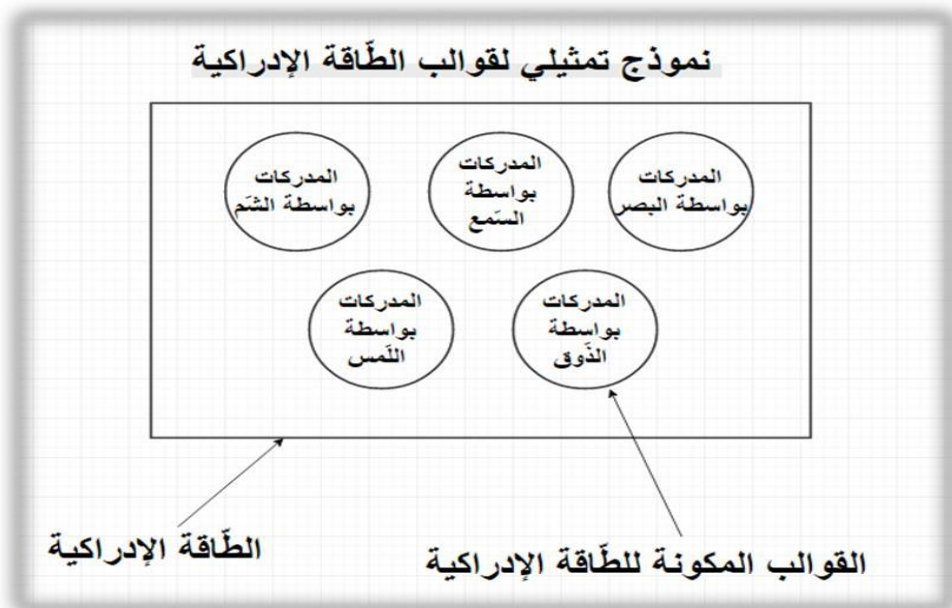 نموذج تمثيلي لقوالب الطّاقة الإدراكية
المدركات
بواسطة البصر
المدركات
بواسطة
السّمع
المدركات
بواسطة الشّم
المدركات
بواسطة
الذّوق
المدركات
بواسطة
اللّمس
القوالب المكونة للطّاقة الإدراكية
الطّاقة الإدراكية